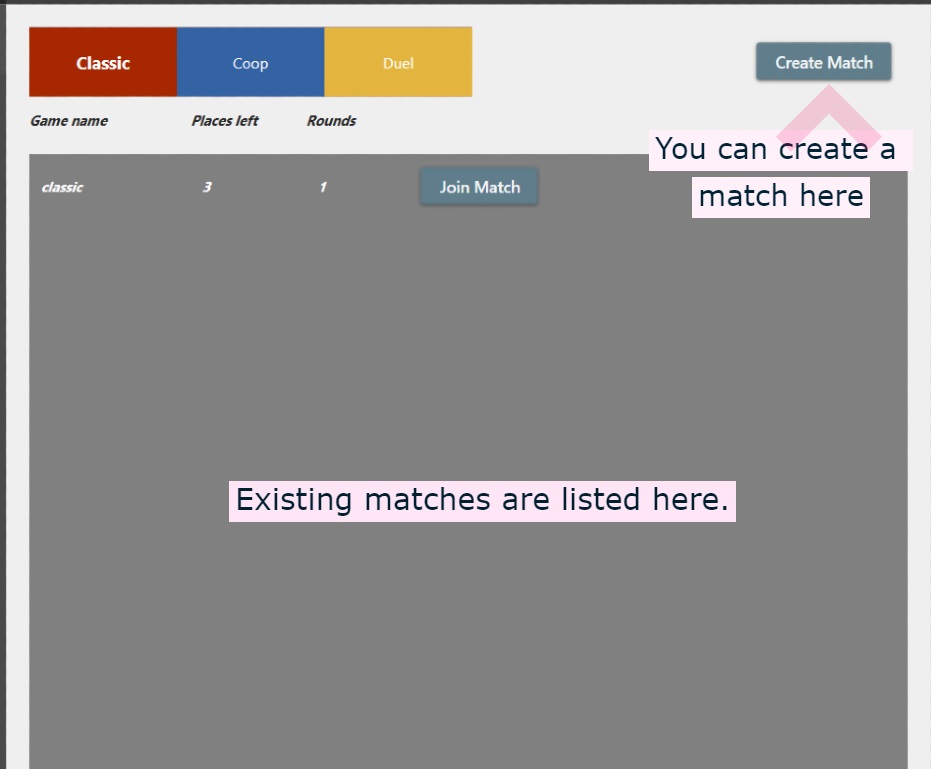 Classic Coop Duel Create Match
Game name Places left Rounds
You can create a
match here
classic 3 1 Join Match
Existing matches are listed here.